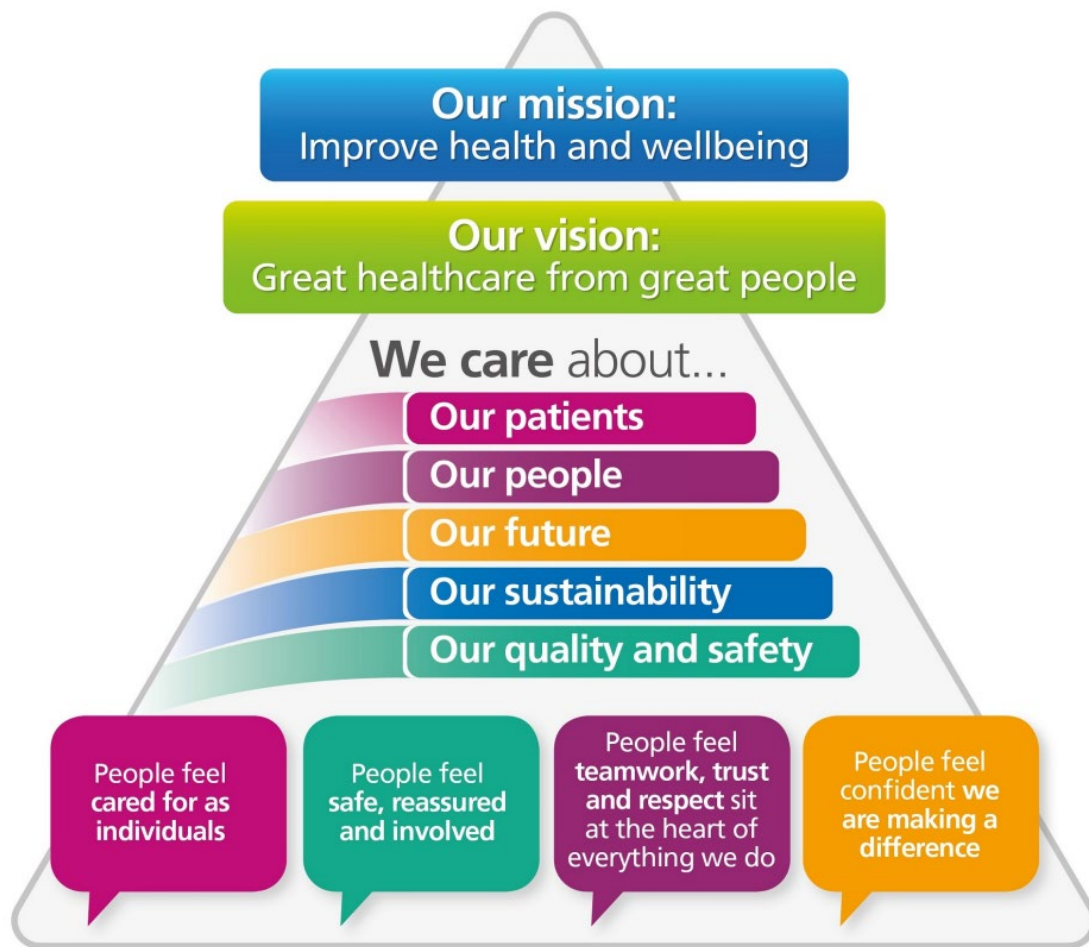 Our mission:
Improve health and wellbeing
Our vision:
Great healthcare from great people
We care about...
Our patients
Our people
Our future
Our sustainability
Our quality and safety
People feel
cared for as
individuals
People feel
safe, reassured
and involved
People feel
teamwork, trust
and respect sit
at the heart of
everything we do
People feel
confident we
are making a
difference